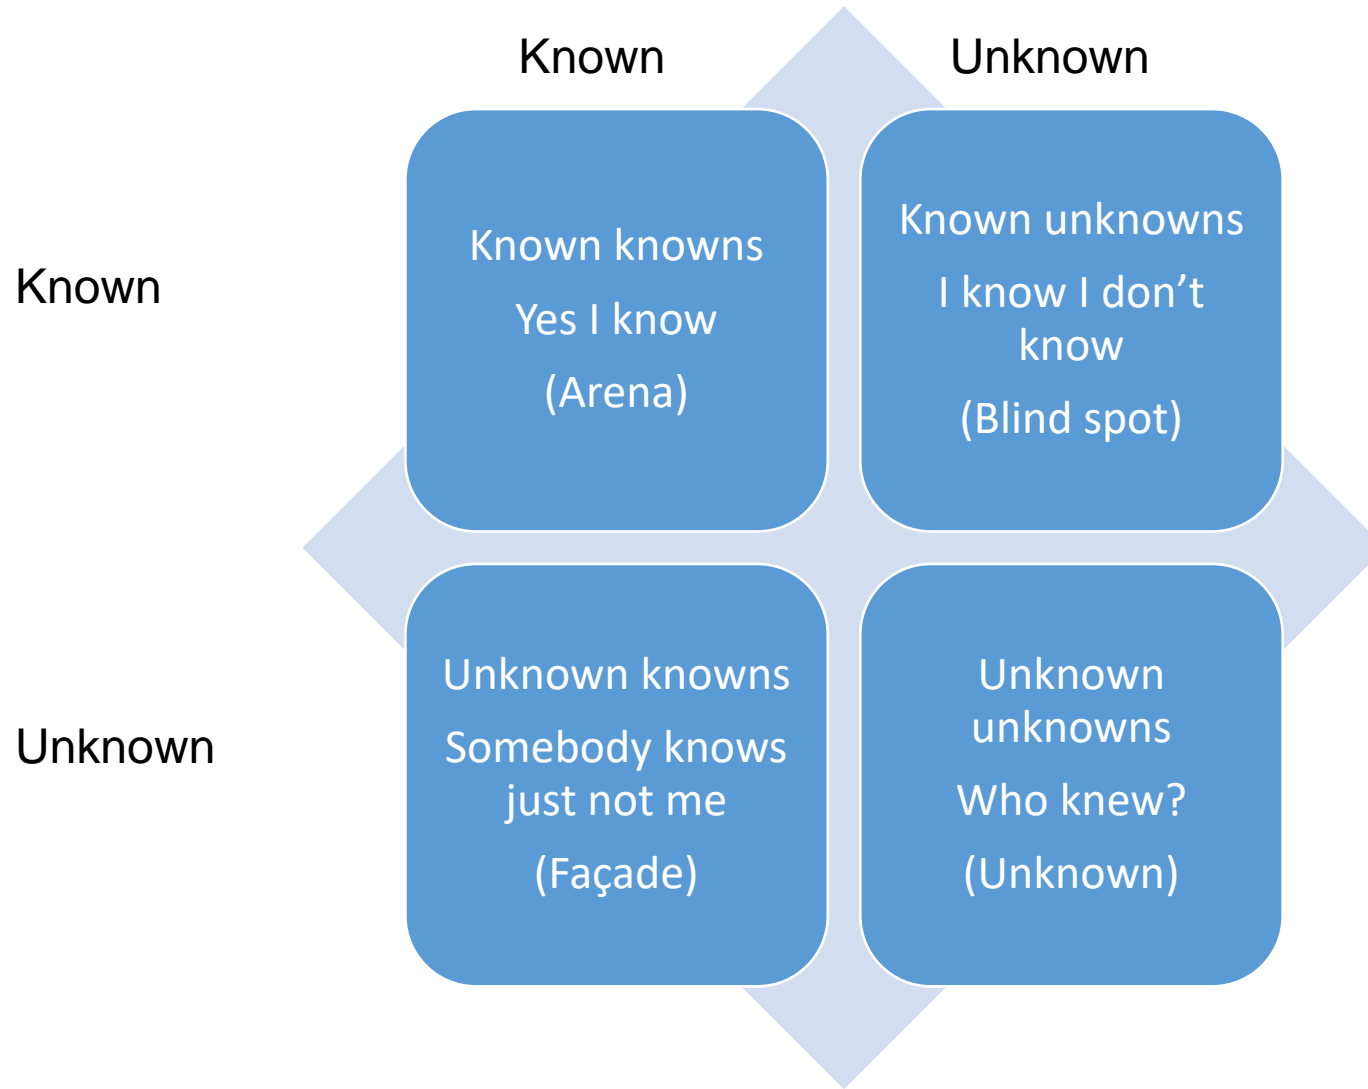 Known
Unknown
Known
Known knowns
Yes I know
(Arena)
Known unknowns
I know I don’t
know
(Blind spot)
Unknown
Unknown knowns
Somebody knows
just not me
(Façade)
Unknown
unknowns
Who knew?
(Unknown)